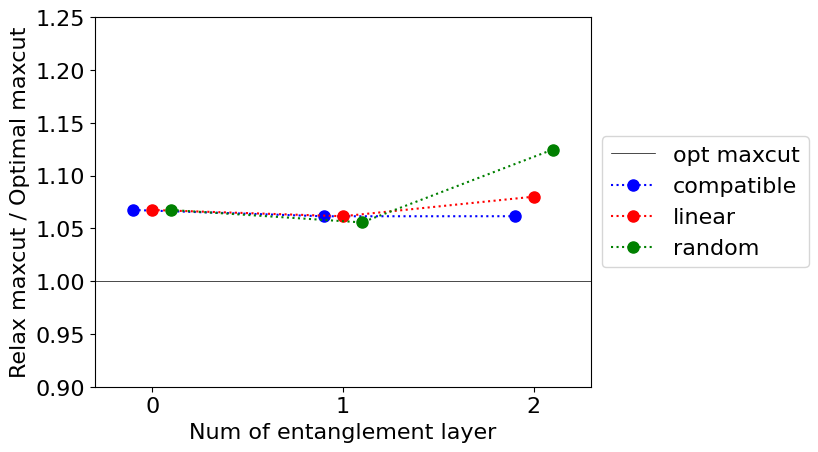 Relax maxcut / Optimal maxcut
1.25
1.20
1.15
1.10
1.05
1.00
0.95
0.90
0
1
2
Num of entanglement layer
opt maxcut
compatible
linear
random